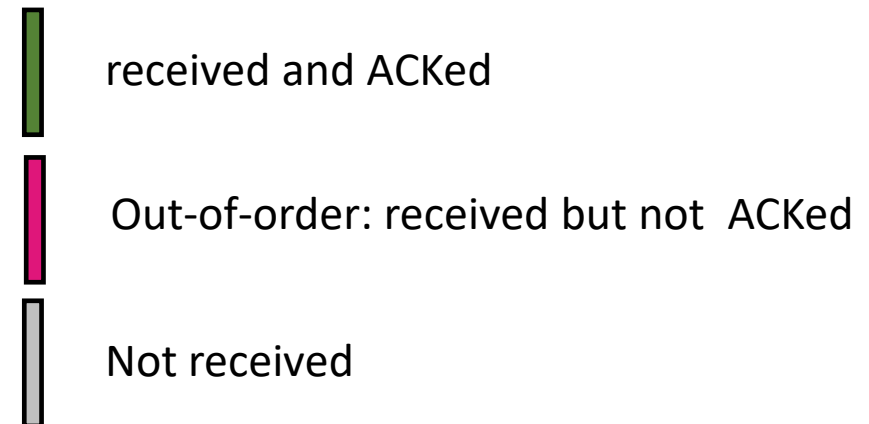 received and ACKed
Out-of-order: received but not ACKed
Not received